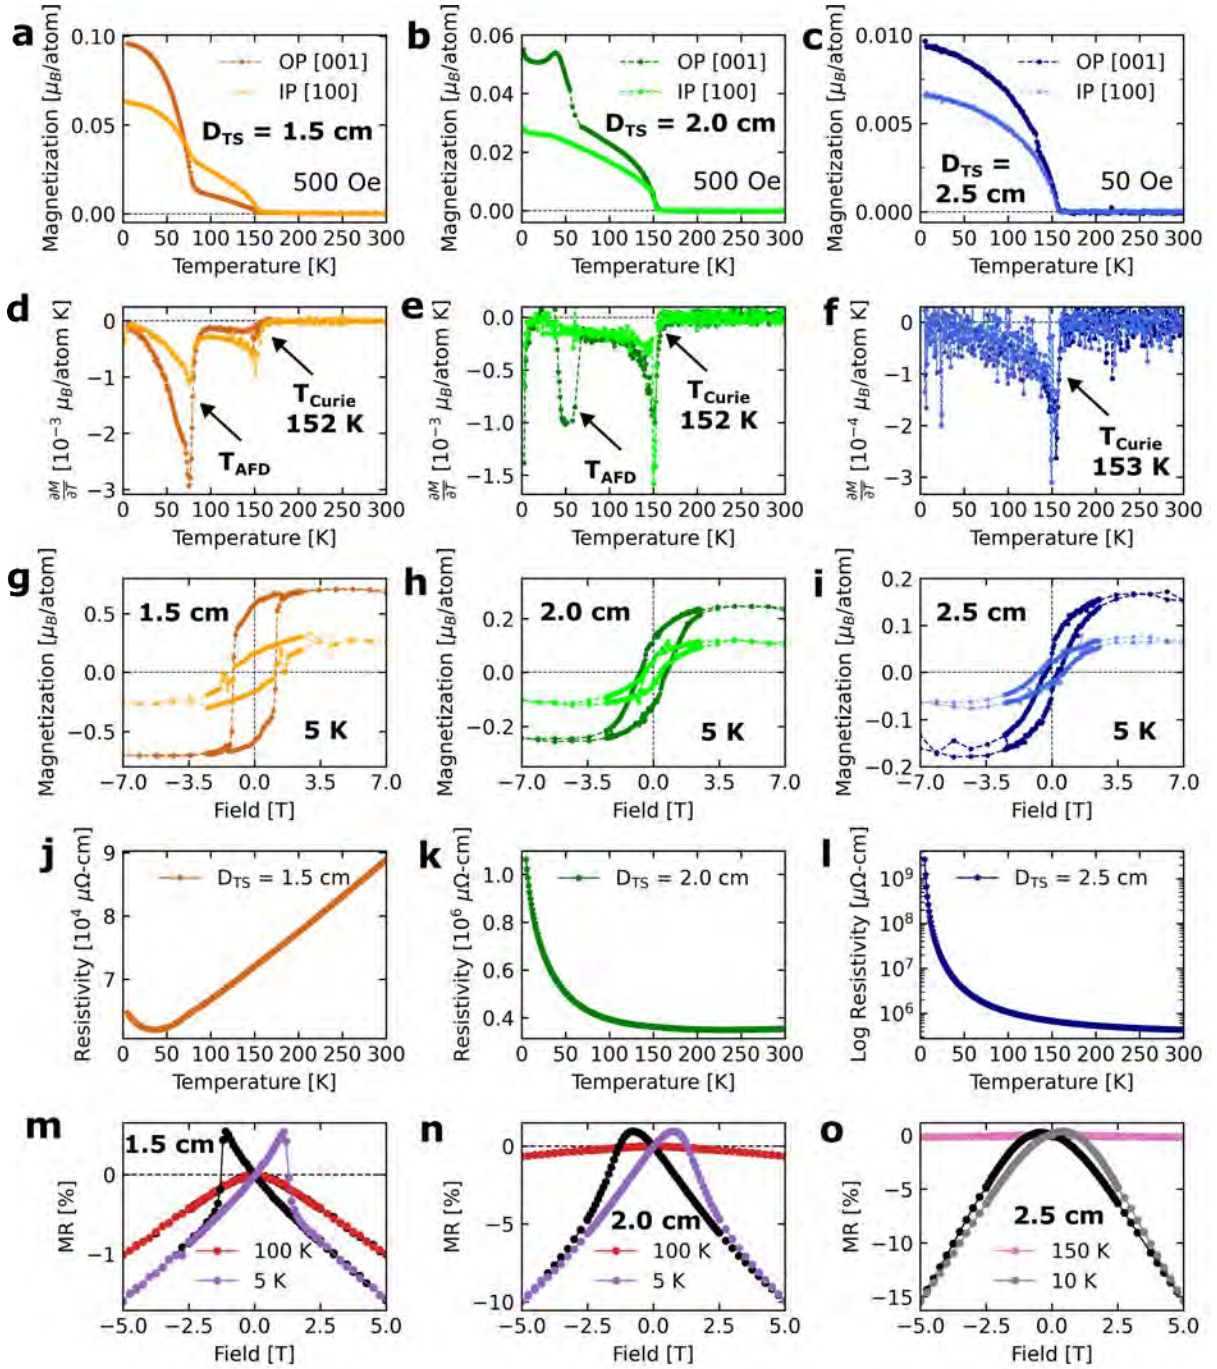 a
Magnetization [μB/atom]
0.10
0.05
0.00
OP [001]
IP [100]
DTS = 1.5 cm
500 Oe
0 50 100 150 200 250 300
Temperature [K]
b
Magnetization [μB/atom]
0.06
0.04
0.02
0.00
OP [001]
IP [100]
DTS = 2.0 cm
500 Oe
0 50 100 150 200 250 300
Temperature [K]
c
Magnetization [μB/atom]
0.010
0.005
0.000
OP [001]
IP [100]
DTS =
2.5 cm
50 Oe
0 50 100 150 200 250 300
Temperature [K]
d
∂M/∂T [10⁻³ μB/atom K]
0
−1
−2
−3
TCurie
152 K
TAFD
0 50 100 150 200 250 300
Temperature [K]
e
∂M/∂T [10⁻³ μB/atom K]
0.0
−0.5
−1.0
−1.5
TCurie
152 K
TAFD
0 50 100 150 200 250 300
Temperature [K]
f
∂M/∂T [10⁻⁴ μB/atom K]
0
−1
−2
−3
TCurie
153 K
0 50 100 150 200 250 300
Temperature [K]
g
Magnetization [μB/atom]
0.5
0.0
−0.5
1.5 cm
5 K
−7.0 −3.5 0.0 3.5 7.0
Field [T]
h
Magnetization [μB/atom]
0.2
0.0
−0.2
2.0 cm
5 K
−7.0 −3.5 0.0 3.5 7.0
Field [T]
i
Magnetization [μB/atom]
0.2
0.1
0.0
−0.1
−0.2
2.5 cm
5 K
−7.0 −3.5 0.0 3.5 7.0
Field [T]
j
Resistivity [10⁴ μΩ-cm]
9
8
7
6
DTS = 1.5 cm
0 50 100 150 200 250 300
Temperature [K]
k
Resistivity [10⁶ μΩ-cm]
1.0
0.8
0.6
0.4
DTS = 2.0 cm
0 50 100 150 200 250 300
Temperature [K]
l
Log Resistivity [μΩ-cm]
10⁹
10⁸
10⁷
10⁶
DTS = 2.5 cm
0 50 100 150 200 250 300
Temperature [K]
m
MR [%]
0
−1
1.5 cm
100 K
5 K
−5.0 −2.5 0.0 2.5 5.0
Field [T]
n
MR [%]
0
−5
−10
2.0 cm
100 K
5 K
−5.0 −2.5 0.0 2.5 5.0
Field [T]
o
MR [%]
0
−5
−10
−15
2.5 cm
150 K
10 K
−5.0 −2.5 0.0 2.5 5.0
Field [T]